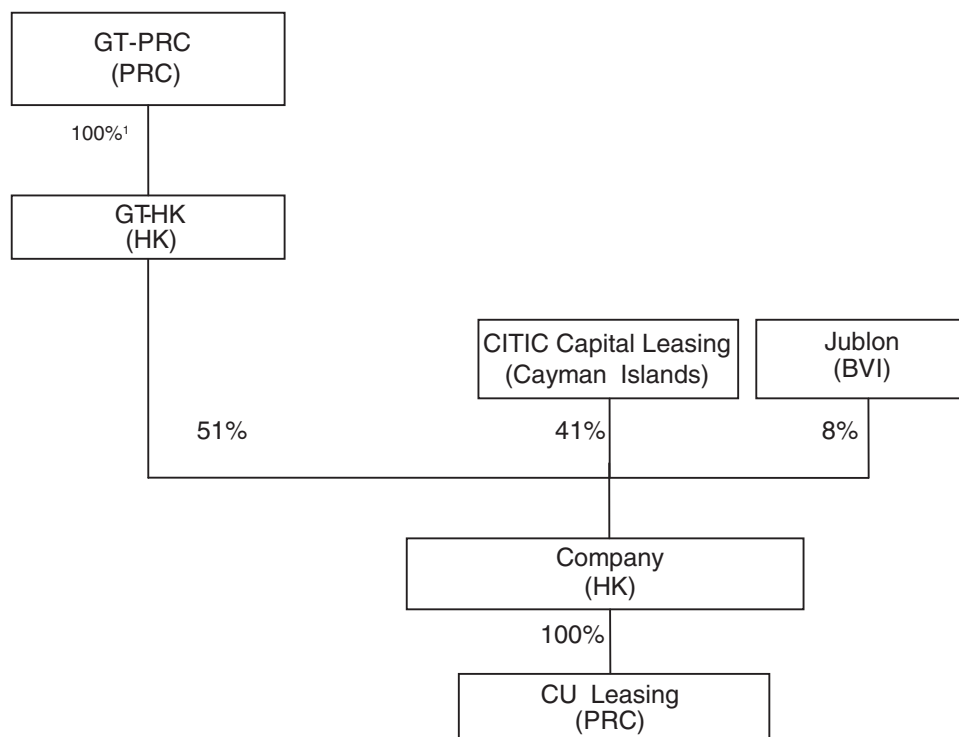 GT-PRC
(PRC)
100%¹
GT-HK
(HK)
CITIC Capital Leasing
(Cayman Islands)
Jublon
(BVI)
51%
41%
8%
Company
(HK)
100%
CU Leasing
(PRC)